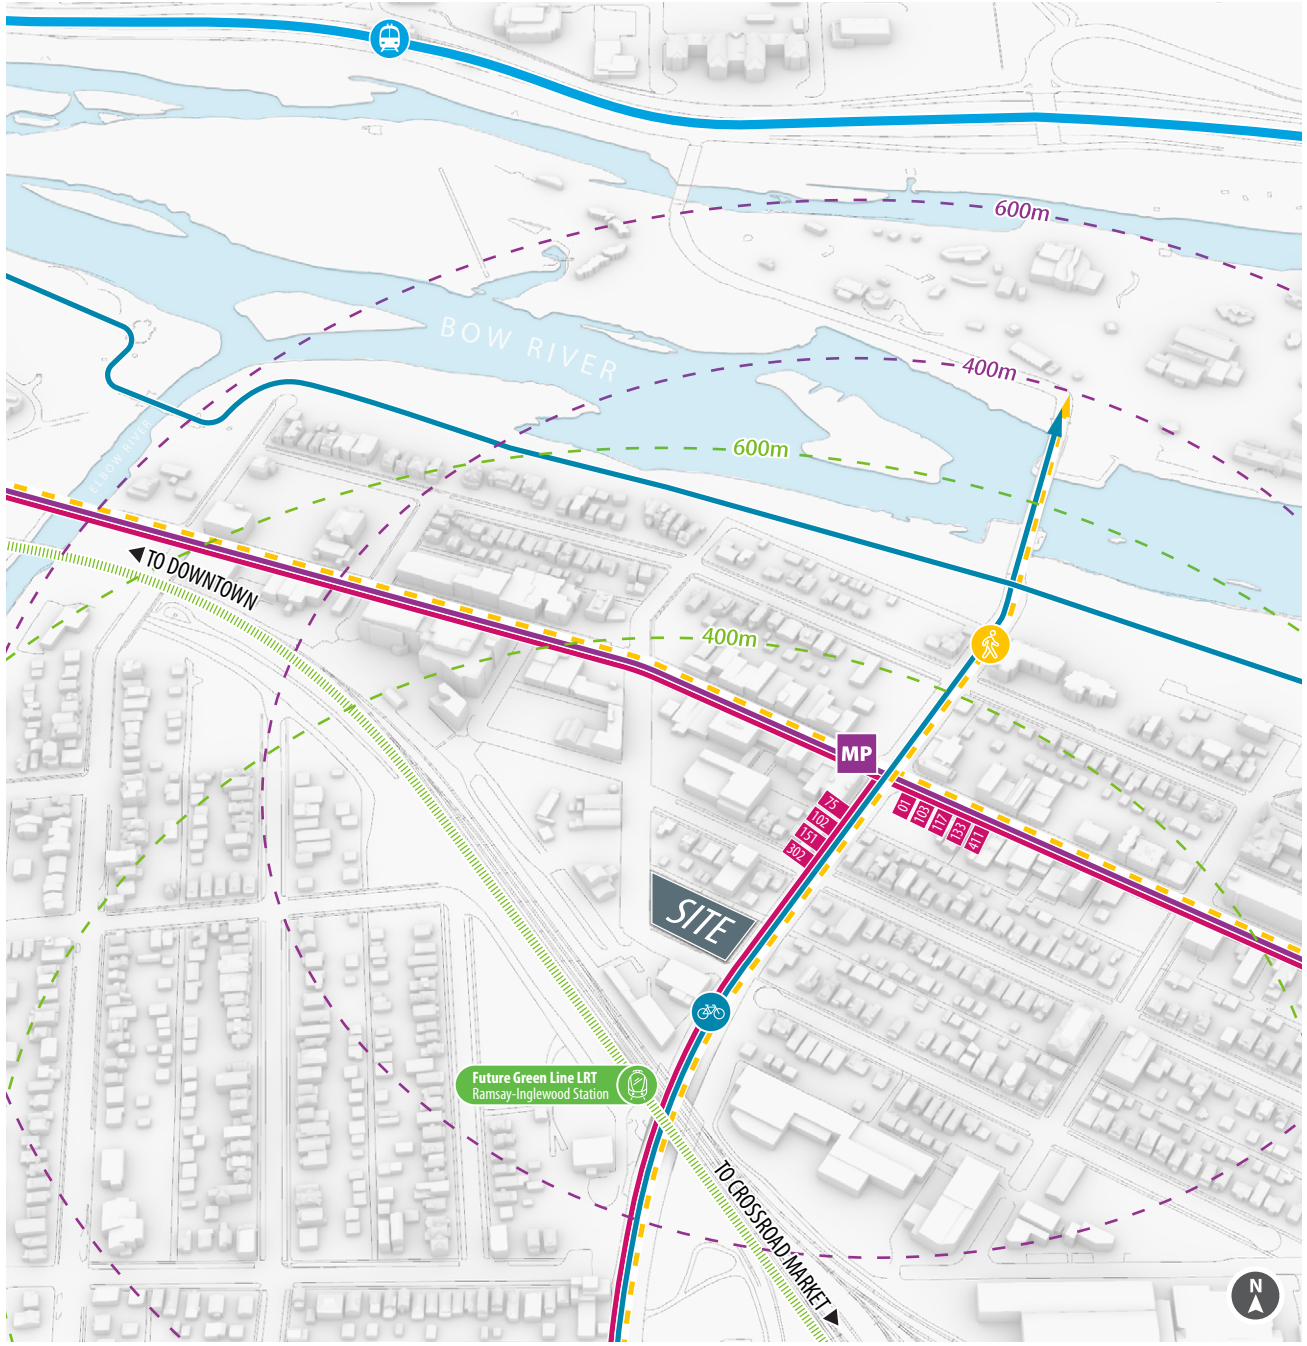 600m
400m
BOW RIVER
ELBOW RIVER
600m
TO DOWNTOWN
400m
MP
75
102
151
302
01
103
117
133
411
SITE
Future Green Line LRT
Ramsay-Inglewood Station
TO CROSSROAD MARKET
N